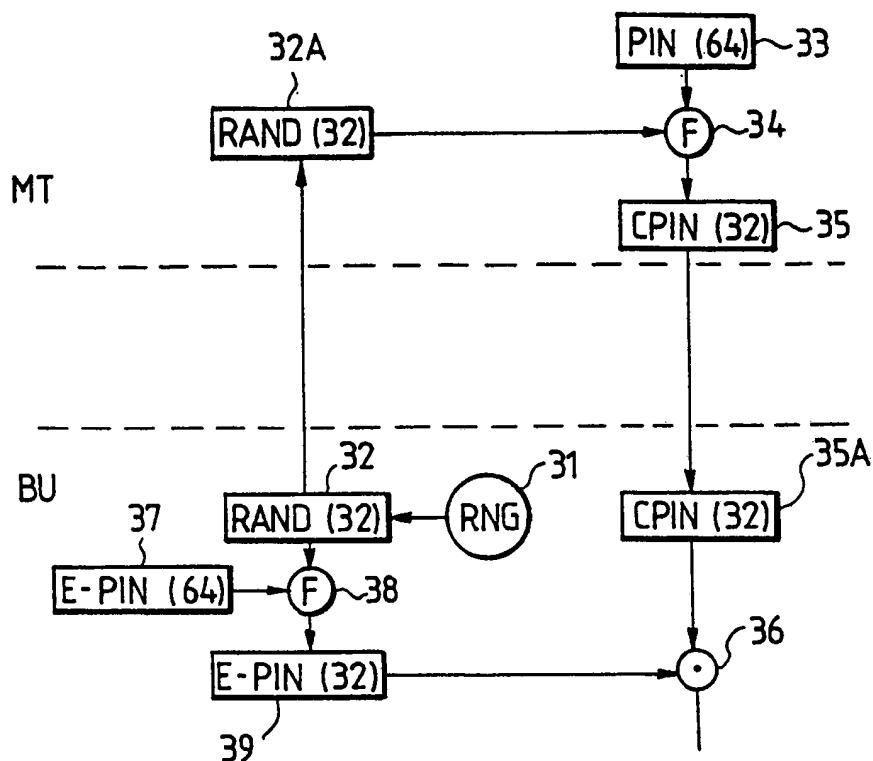 32A
PIN (64)
33
RAND (32)
F
34
MT
CPIN (32)
35
32
31
35A
BU
RAND (32)
RNG
CPIN (32)
37
E-PIN (64)
F
38
36
E-PIN (32)
39